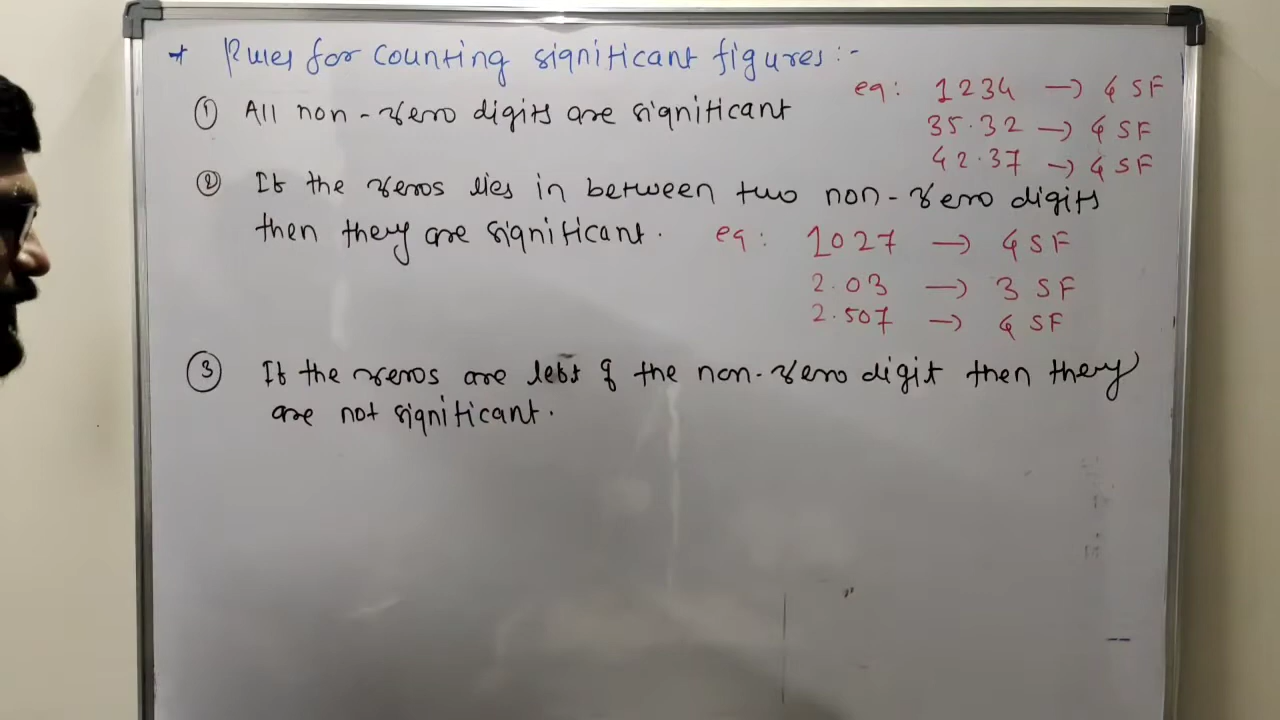 * Rules for counting significant figures :-
① All non-zero digits are significant
eg: 1234 → 4 SF
35.32 → 4 SF
42.37 → 4 SF
② If the zeros lies in between two non-zero digits
then they are significant.
eg: 1027 → 4 SF
2.03 → 3 SF
2.507 → 4 SF
③ If the zeros are left of the non-zero digit then they
are not significant.